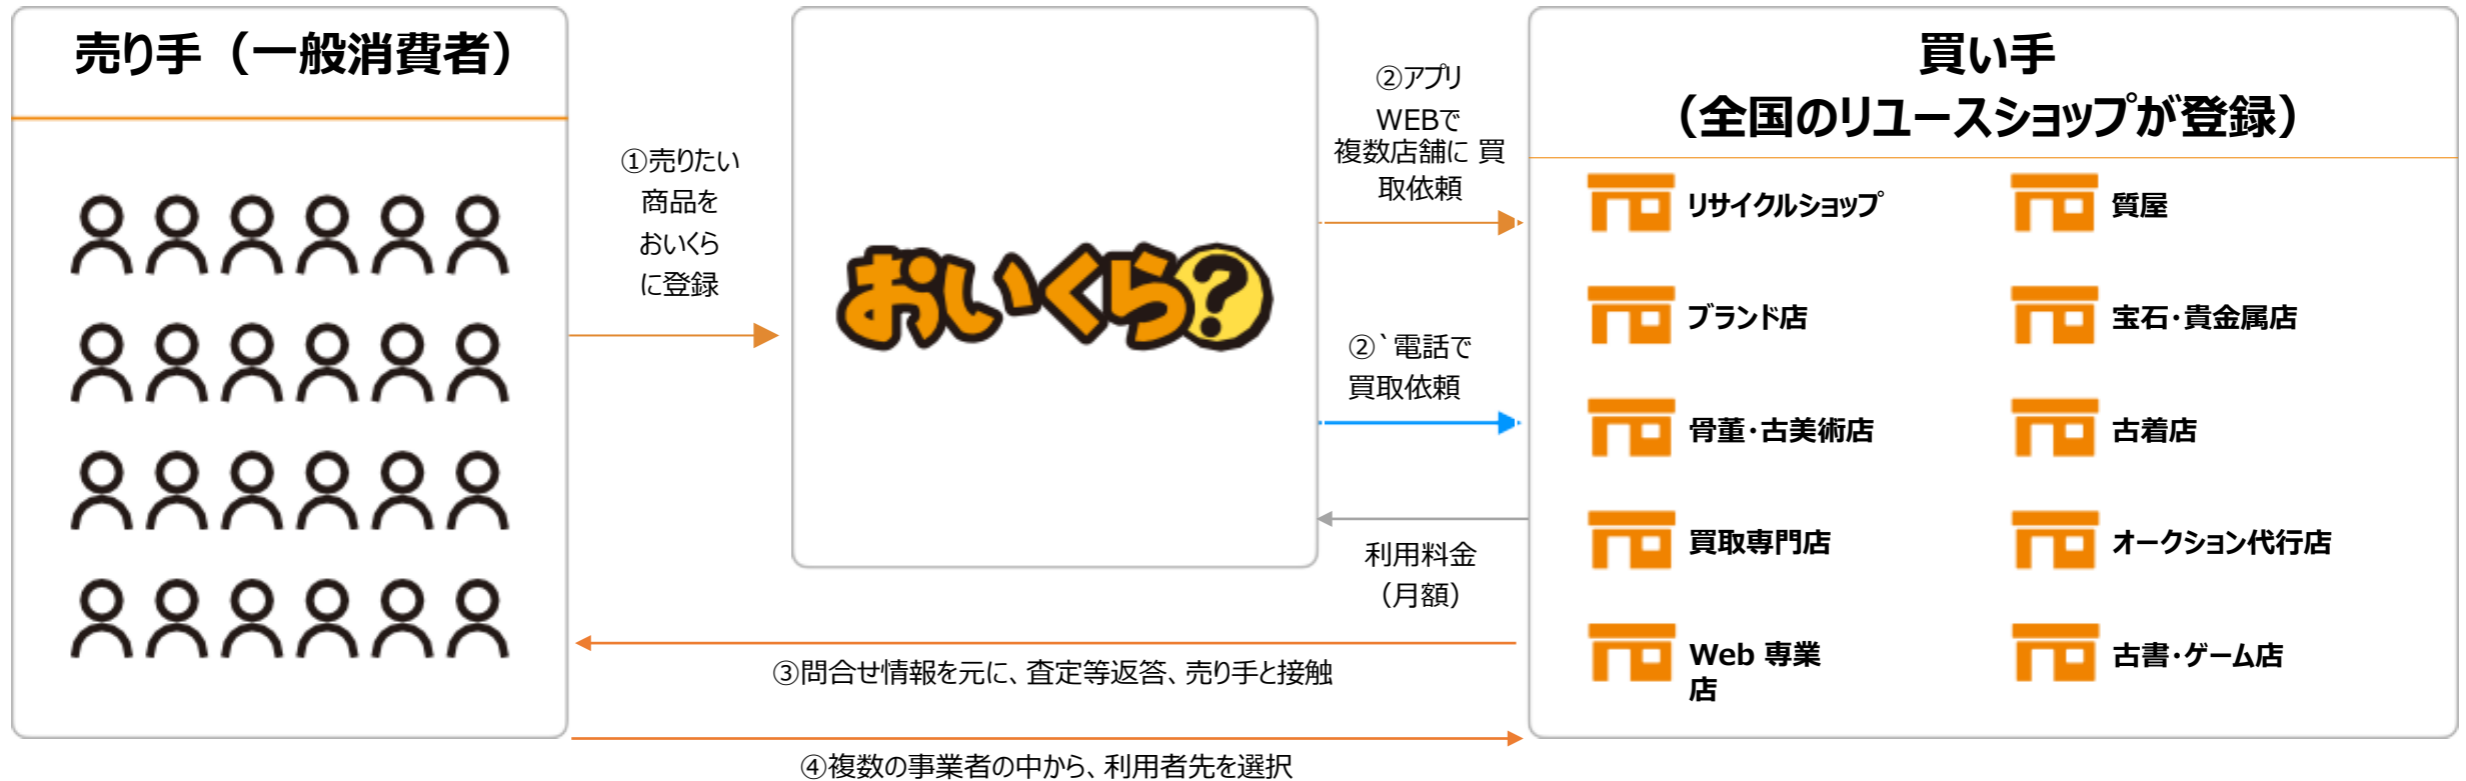 売り手（一般消費者）
①売りたい
商品を
おいくら
に登録
おいくら?
②アプリ
WEBで
複数店舗に 買
取依頼
②`電話で
買取依頼
利用料金
（月額）
③問合せ情報を元に、査定等返答、売り手と接触
④複数の事業者の中から、利用者先を選択
買い手
（全国のリユースショップが登録）
リサイクルショップ
質屋
ブランド店
宝石・貴金属店
骨董・古美術店
古着店
買取専門店
オークション代行店
Web 専業
店
古書・ゲーム店